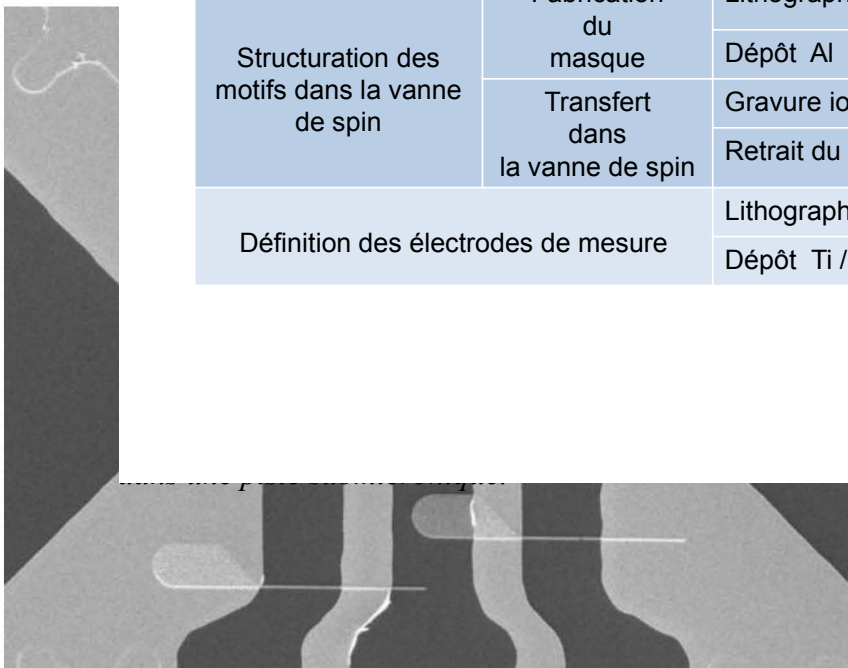 du
masque
Structuration des
motifs dans la vanne
de spin
Dépôt Al
Transfert
dans
la vanne de spin
Gravure
Retrait du
Définition des électrodes de mesure
Dépôt Ti /